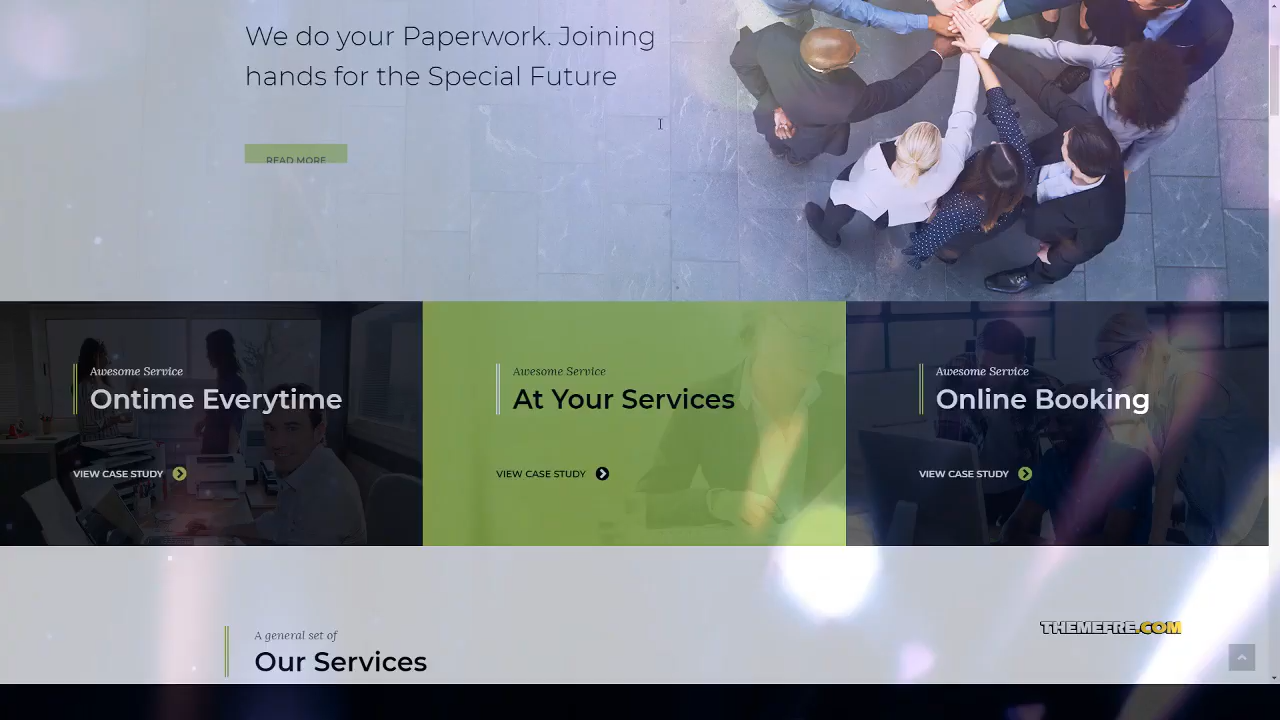 We do your Paperwork. Joining
hands for the Special Future
READ MORE
Awesome Service
Ontime Everytime
VIEW CASE STUDY
Awesome Service
At Your Services
VIEW CASE STUDY
Awesome Service
Online Booking
VIEW CASE STUDY
A general set of
Our Services
THEMEFRE.COM